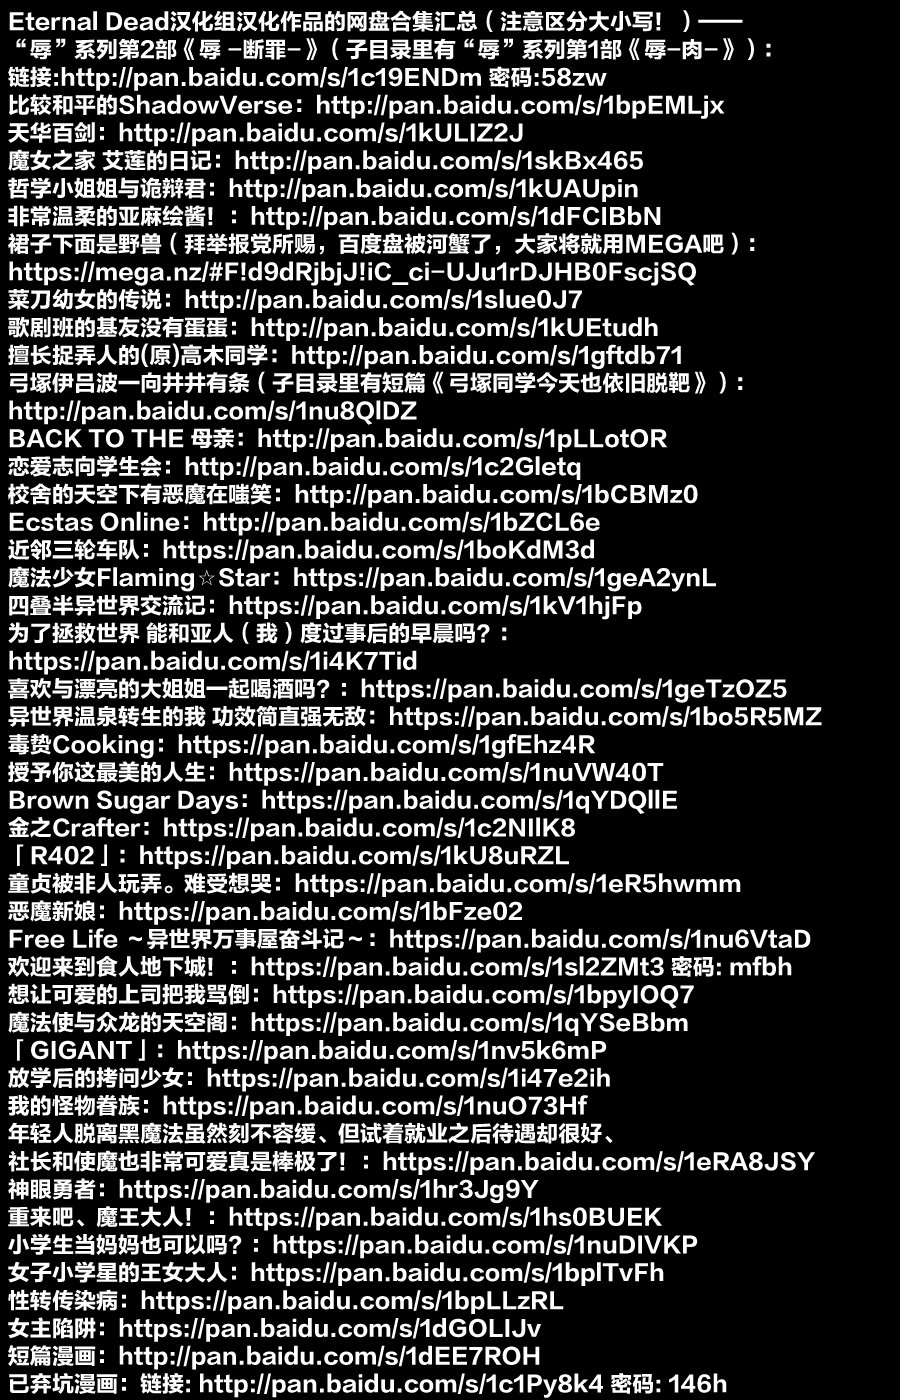 Eternal Dead汉化组汉化作品的网盘合集汇总（注意区分大小写！）——
“辱”系列第2部《辱 -断罪-》（子目录里有“辱”系列第1部《辱-肉-》）:
链接:http://pan.baidu.com/s/1c19ENDm 密码:58zw
比较和平的ShadowVerse：http://pan.baidu.com/s/1bpEMLjx
天华百剑：http://pan.baidu.com/s/1kULIZ2J
魔女之家 艾莲的日记：http://pan.baidu.com/s/1skBx465
哲学小姐姐与诡辩君：http://pan.baidu.com/s/1kUAUpin
非常温柔的亚麻绘酱！：http://pan.baidu.com/s/1dFCIBbN
裙子下面是野兽（拜举报党所赐，百度盘被河蟹了，大家将就用MEGA吧）:
https://mega.nz/#F!d9dRjbjJ!iC_ci-UJu1rDJHB0FscjSQ
菜刀幼女的传说：http://pan.baidu.com/s/1slue0J7
歌剧班的基友没有蛋蛋：http://pan.baidu.com/s/1kUEtudh
擅长捉弄人的(原)高木同学：http://pan.baidu.com/s/1gftdb71
弓塚伊吕波一向井井有条（子目录里有短篇《弓塚同学今天也依旧脱靶》）:
http://pan.baidu.com/s/1nu8QlDZ
BACK TO THE 母亲：http://pan.baidu.com/s/1pLLotOR
恋爱志向学生会：http://pan.baidu.com/s/1c2Gletq
校舍的天空下有恶魔在嗤笑：http://pan.baidu.com/s/1bCBMz0
Ecstas Online：http://pan.baidu.com/s/1bZCL6e
近邻三轮车队：https://pan.baidu.com/s/1boKdM3d
魔法少女Flaming☆Star：https://pan.baidu.com/s/1geA2ynL
四叠半异世界交流记：https://pan.baidu.com/s/1kV1hjFp
为了拯救世界 能和亚人（我）度过事后的早晨吗？:
https://pan.baidu.com/s/1i4K7Tid
喜欢与漂亮的大姐姐一起喝酒吗？：https://pan.baidu.com/s/1geTzOZ5
异世界温泉转生的我 功效简直强无敌：https://pan.baidu.com/s/1bo5R5MZ
毒贽Cooking：https://pan.baidu.com/s/1gfEhz4R
授予你这最美的人生：https://pan.baidu.com/s/1nuVW40T
Brown Sugar Days：https://pan.baidu.com/s/1qYDQllE
金之Crafter：https://pan.baidu.com/s/1c2NIlK8
「R402」：https://pan.baidu.com/s/1kU8uRZL
童贞被非人玩弄。难受想哭：https://pan.baidu.com/s/1eR5hwmm
恶魔新娘：https://pan.baidu.com/s/1bFze02
Free Life ～异世界万事屋奋斗记～：https://pan.baidu.com/s/1nu6VtaD
欢迎来到食人地下城！：https://pan.baidu.com/s/1sl2ZMt3 密码: mfbh
想让可爱的上司把我骂倒：https://pan.baidu.com/s/1bpylOQ7
魔法使与众龙的天空阁：https://pan.baidu.com/s/1qYSeBbm
「GIGANT」：https://pan.baidu.com/s/1nv5k6mP
放学后的拷问少女：https://pan.baidu.com/s/1i47e2ih
我的怪物眷族：https://pan.baidu.com/s/1nuO73Hf
年轻人脱离黑魔法虽然刻不容缓、但试着就业之后待遇却很好、
社长和使魔也非常可爱真是棒极了！：https://pan.baidu.com/s/1eRA8JSY
神眼勇者：https://pan.baidu.com/s/1hr3Jg9Y
重来吧、魔王大人！：https://pan.baidu.com/s/1hs0BUEK
小学生当妈妈也可以吗？：https://pan.baidu.com/s/1nuDIVKP
女子小学星的王女大人：https://pan.baidu.com/s/1bplTvFh
性转传染病：https://pan.baidu.com/s/1bpLLzRL
女主陷阱：https://pan.baidu.com/s/1dGOLIJv
短篇漫画：https://pan.baidu.com/s/1dEE7ROH
已弃坑漫画：链接: http://pan.baidu.com/s/1c1Py8k4 密码: 146h